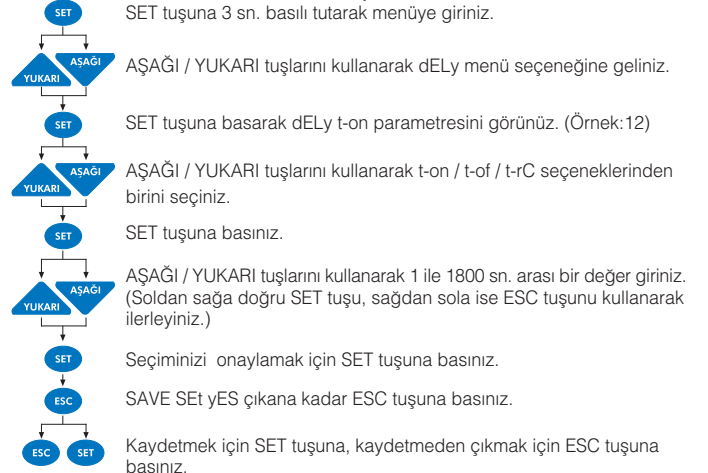 SET
SET tuşuna 3 sn. basılı tutarak menüye giriniz.
YUKARI
AŞAĞI
AŞAĞI / YUKARI tuşlarını kullanarak dELy menü seçeneğine geliniz.
SET
SET tuşuna basarak dELy t-on parametresini görünüz. (Örnek:12)
YUKARI
AŞAĞI
AŞAĞI / YUKARI tuşlarını kullanarak t-on / t-of / t-rC seçeneklerinden
birini seçiniz.
SET
SET tuşuna basınız.
YUKARI
AŞAĞI
AŞAĞI / YUKARI tuşlarını kullanarak 1 ile 1800 sn. arası bir değer giriniz.
(Soldan sağa doğru SET tuşu, sağdan sola ise ESC tuşunu kullanarak
ilerleyiniz.)
SET
Seçiminizi onaylamak için SET tuşuna basınız.
ESC
SAVE SEt yES çıkana kadar ESC tuşuna basınız.
ESC
SET
Kaydetmek için SET tuşuna, kaydetmeden çıkmak için ESC tuşuna
basınız.